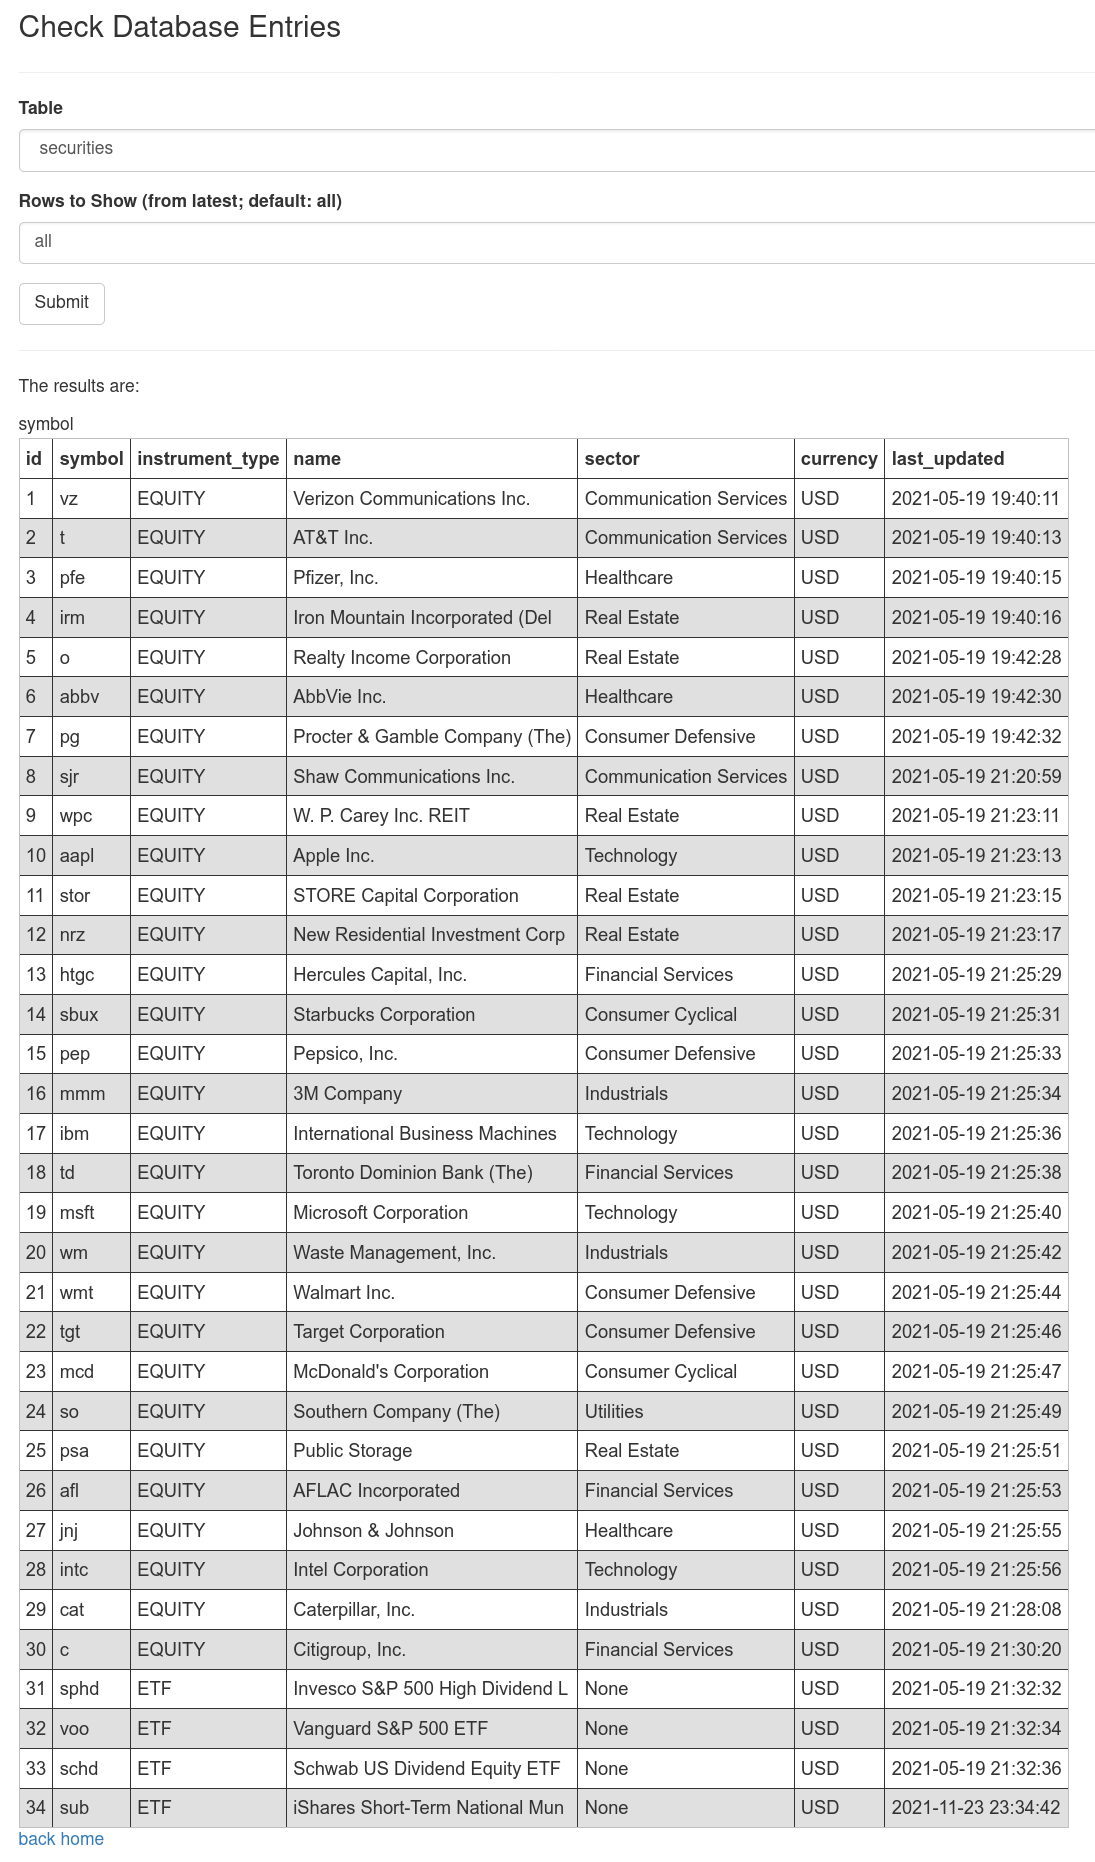 Check Database Entries
Table
securities
Rows to Show (from latest; default: all)
all
Submit
The results are:
symbol
id symbol instrument_type name sector currency last_updated
1 vz EQUITY Verizon Communications Inc. Communication Services USD 2021-05-19 19:40:11
2 t EQUITY AT&T Inc. Communication Services USD 2021-05-19 19:40:13
3 pfe EQUITY Pfizer, Inc. Healthcare USD 2021-05-19 19:40:15
4 irm EQUITY Iron Mountain Incorporated (Del Real Estate USD 2021-05-19 19:40:16
5 o EQUITY Realty Income Corporation Real Estate USD 2021-05-19 19:42:28
6 abbv EQUITY AbbVie Inc. Healthcare USD 2021-05-19 19:42:30
7 pg EQUITY Procter & Gamble Company (The) Consumer Defensive USD 2021-05-19 19:42:32
8 sjr EQUITY Shaw Communications Inc. Communication Services USD 2021-05-19 21:20:59
9 wpc EQUITY W. P. Carey Inc. REIT Real Estate USD 2021-05-19 21:23:11
10 aapl EQUITY Apple Inc. Technology USD 2021-05-19 21:23:13
11 stor EQUITY STORE Capital Corporation Real Estate USD 2021-05-19 21:23:15
12 nrz EQUITY New Residential Investment Corp Real Estate USD 2021-05-19 21:23:17
13 htgc EQUITY Hercules Capital, Inc. Financial Services USD 2021-05-19 21:25:29
14 sbux EQUITY Starbucks Corporation Consumer Cyclical USD 2021-05-19 21:25:31
15 pep EQUITY Pepsico, Inc. Consumer Defensive USD 2021-05-19 21:25:33
16 mmm EQUITY 3M Company Industrials USD 2021-05-19 21:25:34
17 ibm EQUITY International Business Machines Technology USD 2021-05-19 21:25:36
18 td EQUITY Toronto Dominion Bank (The) Financial Services USD 2021-05-19 21:25:38
19 msft EQUITY Microsoft Corporation Technology USD 2021-05-19 21:25:40
20 wm EQUITY Waste Management, Inc. Industrials USD 2021-05-19 21:25:42
21 wmt EQUITY Walmart Inc. Consumer Defensive USD 2021-05-19 21:25:44
22 tgt EQUITY Target Corporation Consumer Defensive USD 2021-05-19 21:25:46
23 mcd EQUITY McDonald's Corporation Consumer Cyclical USD 2021-05-19 21:25:47
24 so EQUITY Southern Company (The) Utilities USD 2021-05-19 21:25:49
25 psa EQUITY Public Storage Real Estate USD 2021-05-19 21:25:51
26 afl EQUITY AFLAC Incorporated Financial Services USD 2021-05-19 21:25:53
27 jnj EQUITY Johnson & Johnson Healthcare USD 2021-05-19 21:25:55
28 intc EQUITY Intel Corporation Technology USD 2021-05-19 21:25:56
29 cat EQUITY Caterpillar, Inc. Industrials USD 2021-05-19 21:28:08
30 c EQUITY Citigroup, Inc. Financial Services USD 2021-05-19 21:30:20
31 sphd ETF Invesco S&P 500 High Dividend L None USD 2021-05-19 21:32:32
32 voo ETF Vanguard S&P 500 ETF None USD 2021-05-19 21:32:34
33 schd ETF Schwab US Dividend Equity ETF None USD 2021-05-19 21:32:36
34 sub ETF iShares Short-Term National Mun None USD 2021-11-23 23:34:42
back home